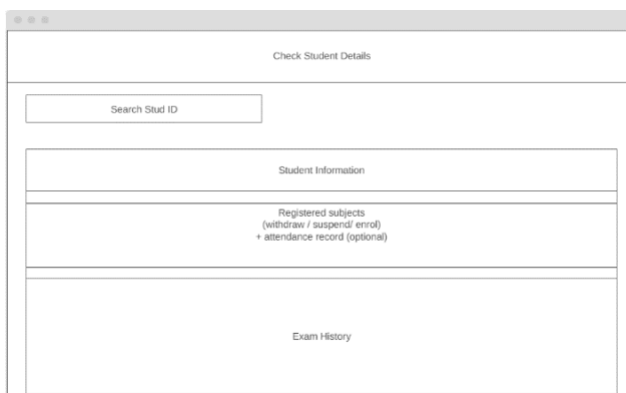 Check Student Details
Search Stud ID
Student Information
Registered subjects
(withdraw / suspend/ enrol)
+ attendance record (optional)
Exam History